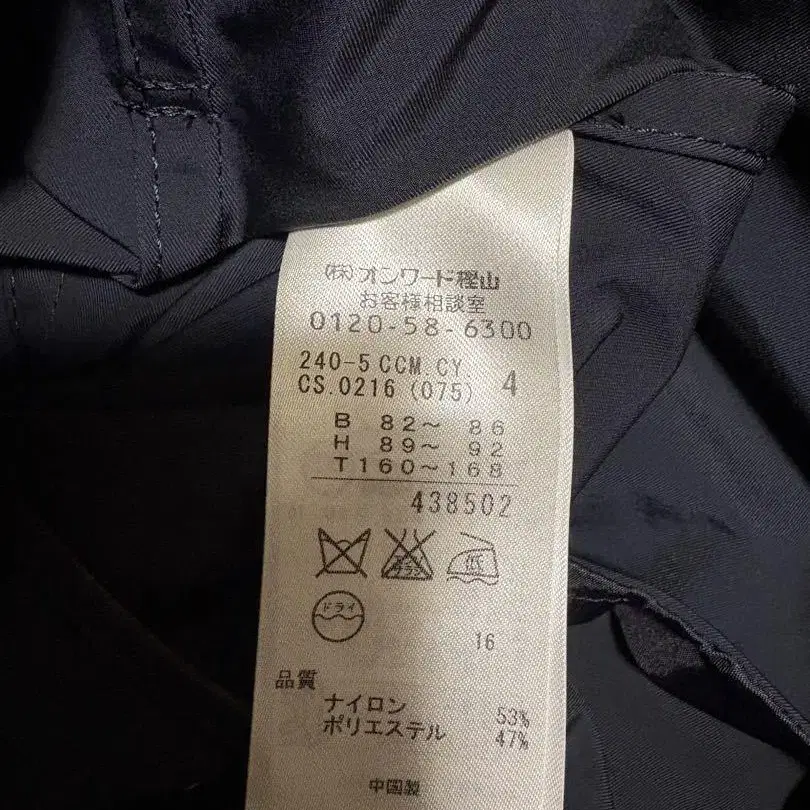 (株)オンワード樫山
お客様相談室
0120-58-6300
240-5 CCM.CY.
CS.0216 (075) 4
B 82～ 86
H 89～ 92
T160～168
438502
低
ドライ
16
品質
ナイロン 53%
ポリエステル 47%
中国製